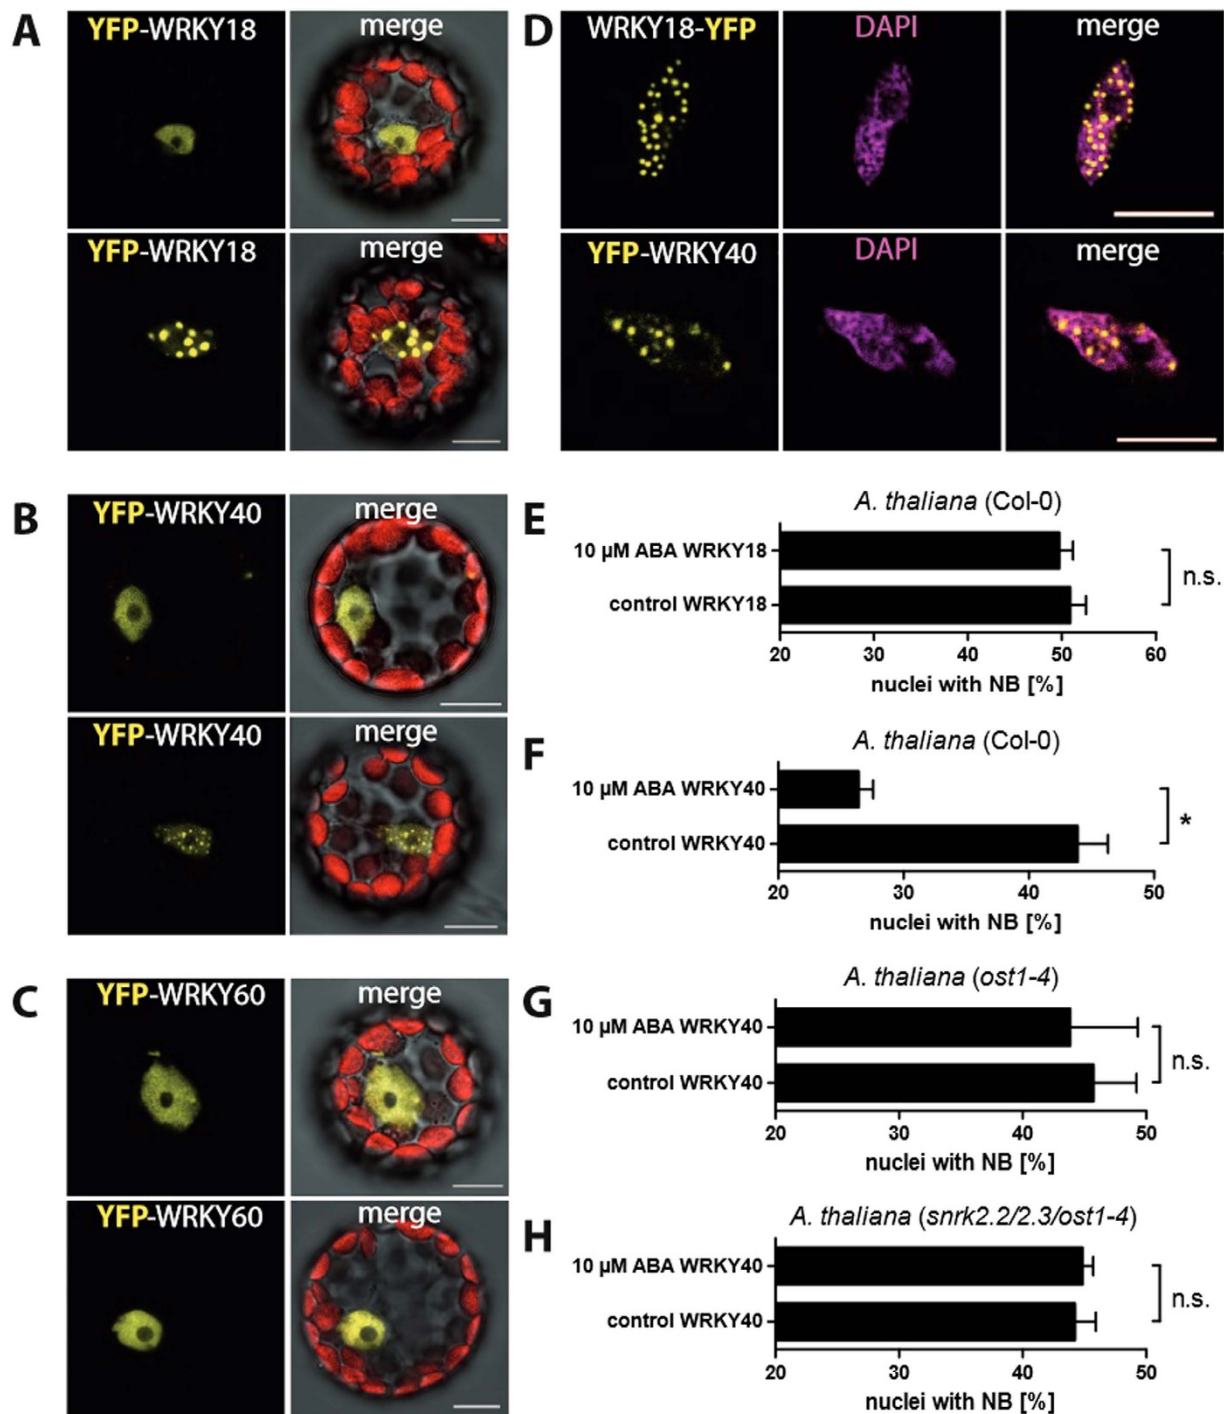 A
YFP-WRKY18
merge
YFP-WRKY18
merge
D
WRKY18-YFP
DAPI
merge
YFP-WRKY40
DAPI
merge
B
YFP-WRKY40
merge
YFP-WRKY40
merge
C
YFP-WRKY60
merge
YFP-WRKY60
merge
E
A. thaliana (Col-0)
10 µM ABA WRKY18
control WRKY18
n.s.
20 30 40 50 60
nuclei with NB [%]
F
A. thaliana (Col-0)
10 µM ABA WRKY40
control WRKY40
*
20 30 40 50
nuclei with NB [%]
G
A. thaliana (ost1-4)
10 µM ABA WRKY40
control WRKY40
n.s.
20 30 40 50
nuclei with NB [%]
H
A. thaliana (snrk2.2/2.3/ost1-4)
10 µM ABA WRKY40
control WRKY40
n.s.
20 30 40 50
nuclei with NB [%]